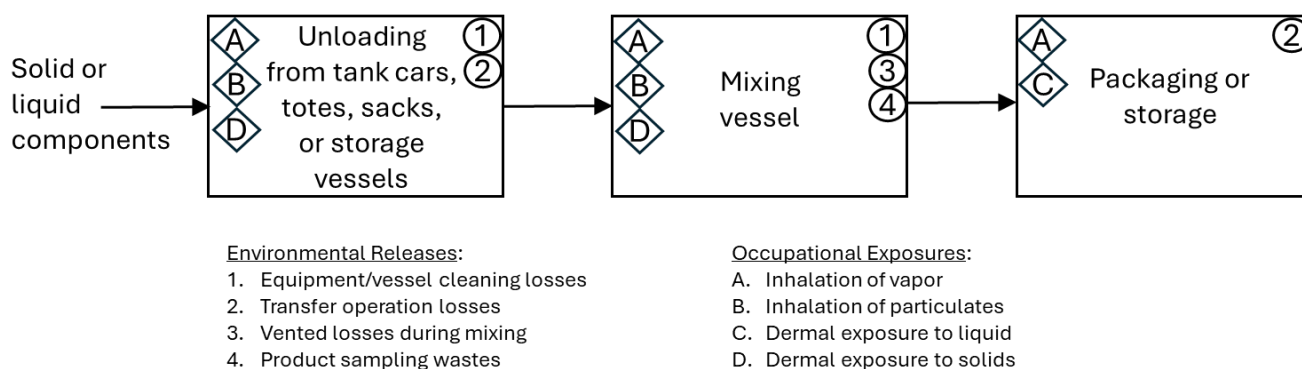 Solid or
liquid
components
A
B
D
Unloading
from tank cars,
totes, sacks,
or storage
vessels
1
2
A
B
D
Mixing
vessel
1
3
4
A
C
Packaging or
storage
2
Environmental Releases:
1. Equipment/vessel cleaning losses
2. Transfer operation losses
3. Vented losses during mixing
4. Product sampling wastes
Occupational Exposures:
A. Inhalation of vapor
B. Inhalation of particulates
C. Dermal exposure to liquid
D. Dermal exposure to solids